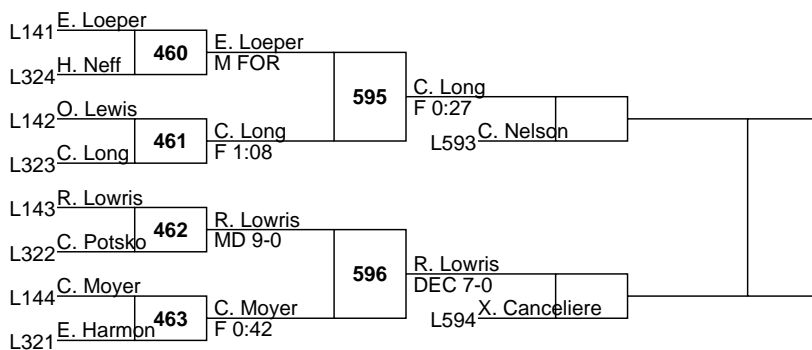 L141 E. Loeper
460
E. Loeper
M FOR
L324 H. Neff
595
C. Long
F 0:27
L142 O. Lewis
461
C. Long
F 1:08
L593 C. Nelson
L323 C. Long
L143 R. Lowris
462
R. Lowris
MD 9-0
L322 C. Potsko
596
R. Lowris
DEC 7-0
L144 C. Moyer
463
C. Moyer
F 0:42
L594 X. Canceliere
L321 E. Harmon